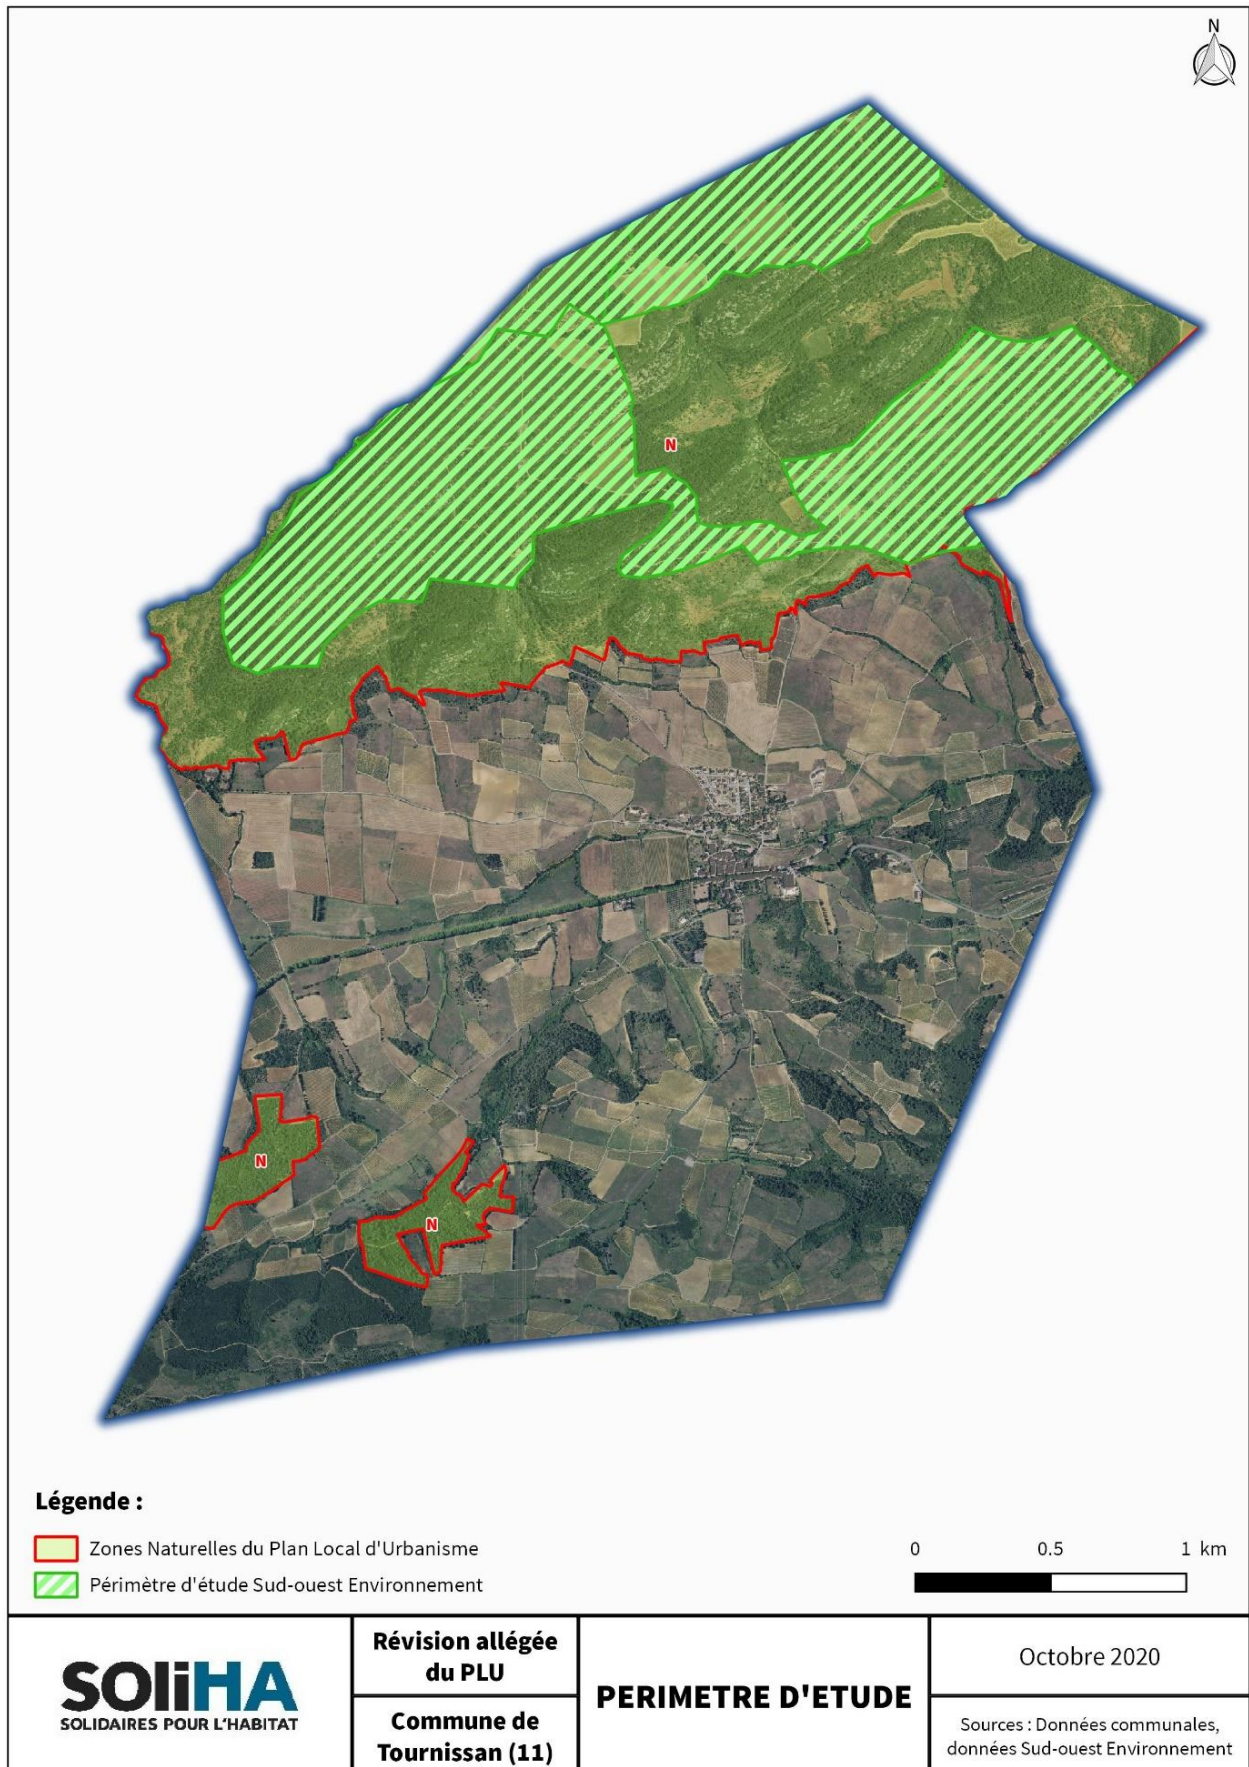 N
N
N
N
Légende :
Zones Naturelles du Plan Local d'Urbanisme
Périmètre d'étude Sud-ouest Environnement
0 0.5 1 km
SOliHA
SOLIDAIRES POUR L'HABITAT
Révision allégée
du PLU
Commune de
Tournissan (11)
PERIMETRE D'ETUDE
Octobre 2020
Sources : Données communales,
données Sud-ouest Environnement